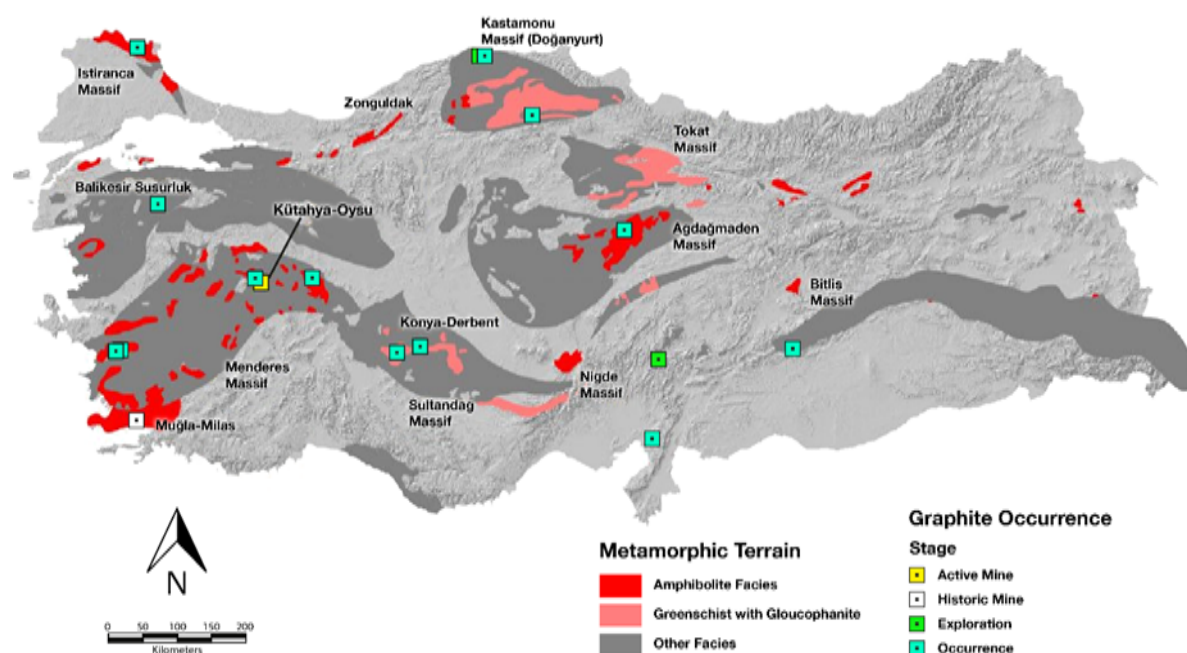 Kastamonu
Massif (Doğanyurt)
Istiranca
Massif
Zonguldak
Tokat
Massif
Balikesir Susurluk
Kütahya-Oysu
Agdağmaden
Massif
Bitlis
Massif
Konya-Derbent
Menderes
Massif
Nigde
Massif
Sultandag
Massif
Muğla-Milas
N
0 50 100 150 200
Kilometers
Metamorphic Terrain
Amphibolite Facies
Greenschist with Gloucophanite
Other Facies
Graphite Occurrence
Stage
Active Mine
Historic Mine
Exploration
Occurrence